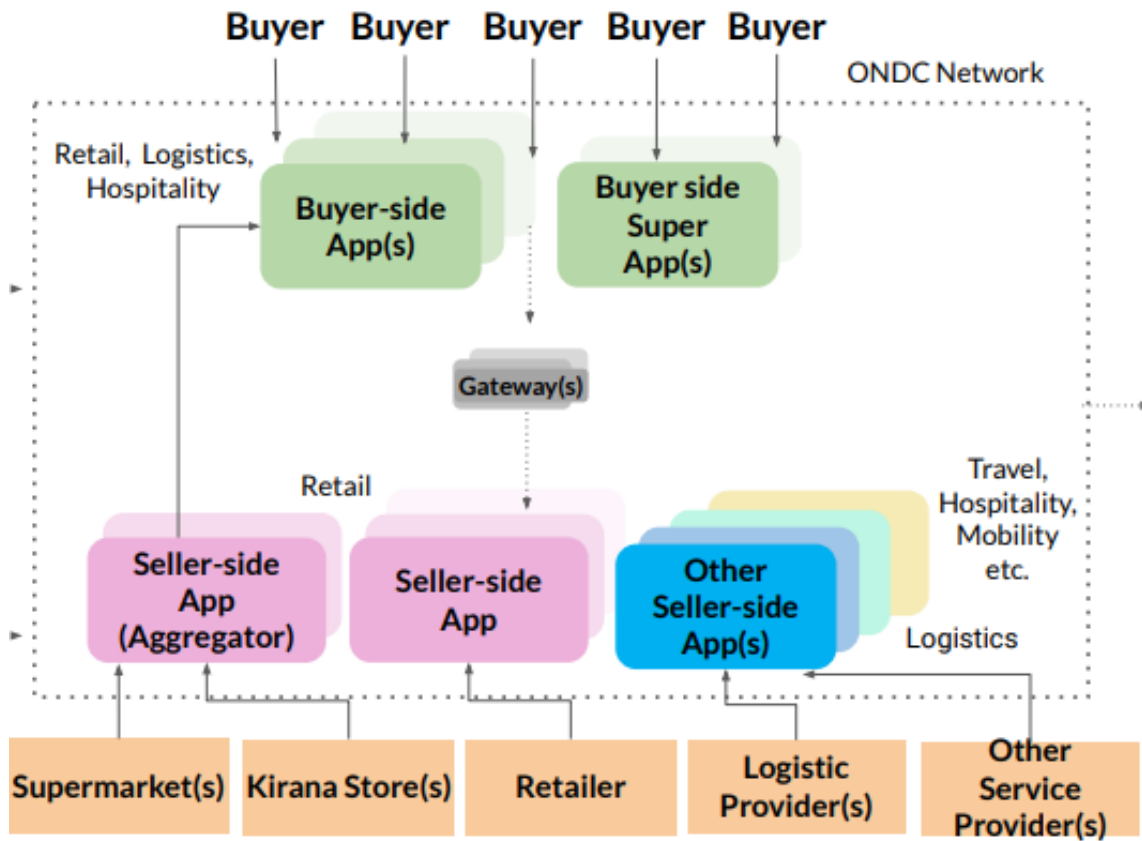 Buyer Buyer Buyer Buyer Buyer
ONDC Network
Retail, Logistics,
Hospitality
Buyer-side
App(s)
Buyer side
Super
App(s)
Gateway(s)
Retail
Travel,
Hospitality,
Mobility
etc.
Seller-side
App
(Aggregator)
Seller-side
App
Other
Seller-side
App(s)
Logistics
Supermarket(s)
Kirana Store(s)
Retailer
Logistic
Provider(s)
Other
Service
Provider(s)